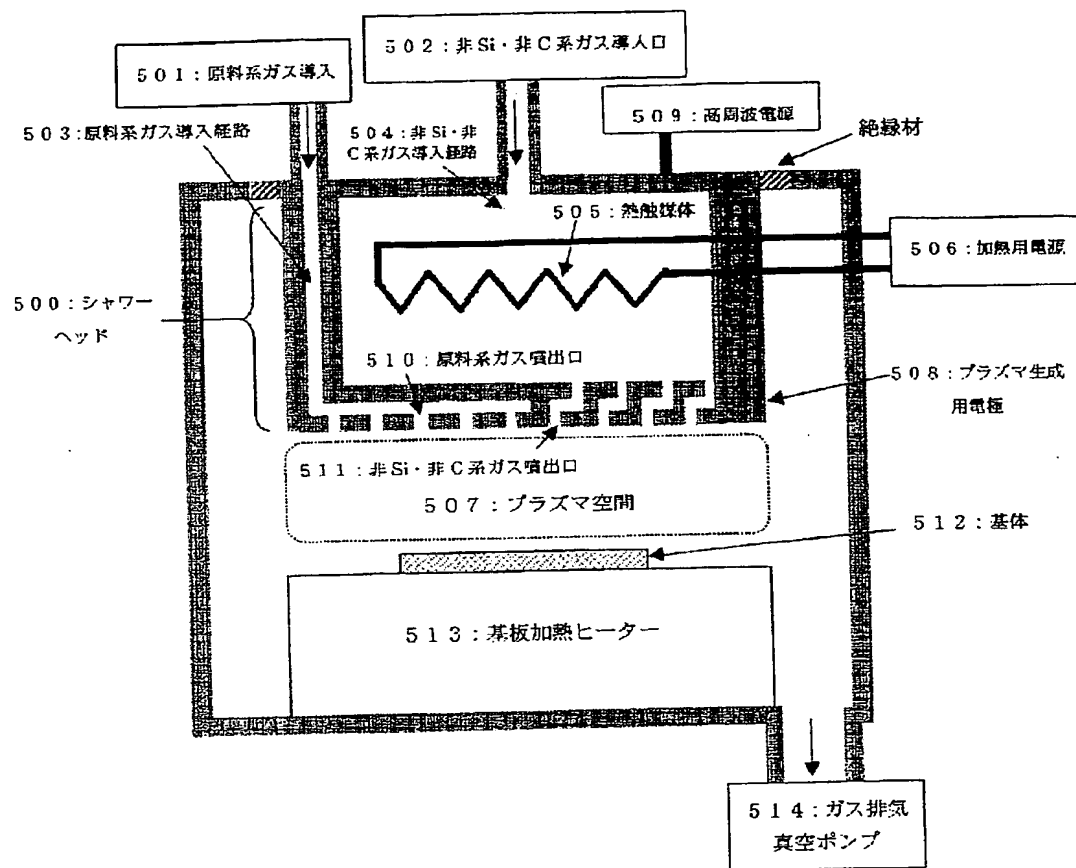 502：非Si・非C系ガス導入口
501：原料系ガス導入
509：高周波電源
絶縁材
503：原料系ガス導入経路
504：非Si・非
C系ガス導入経路
505：熱触媒体
506：加熱用電源
500：シャワー
ヘッド
510：原料系ガス噴出口
508：プラズマ生成
用電極
511：非Si・非C系ガス噴出口
507：プラズマ空間
512：基体
513：基板加熱ヒーター
514：ガス排気
真空ポンプ